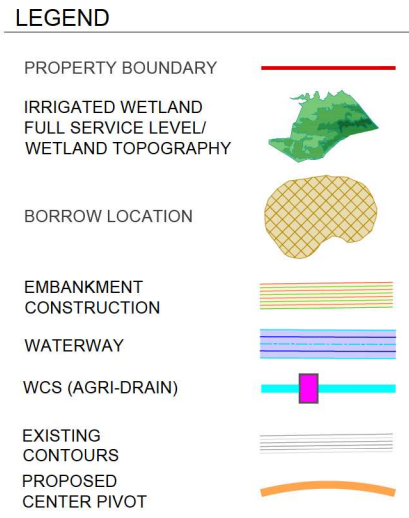 LEGEND
PROPERTY BOUNDARY
IRRIGATED WETLAND
FULL SERVICE LEVEL/
WETLAND TOPOGRAPHY
BORROW LOCATION
EMBANKMENT
CONSTRUCTION
WATERWAY
WCS (AGRI-DRAIN)
EXISTING
CONTOURS
PROPOSED
CENTER PIVOT